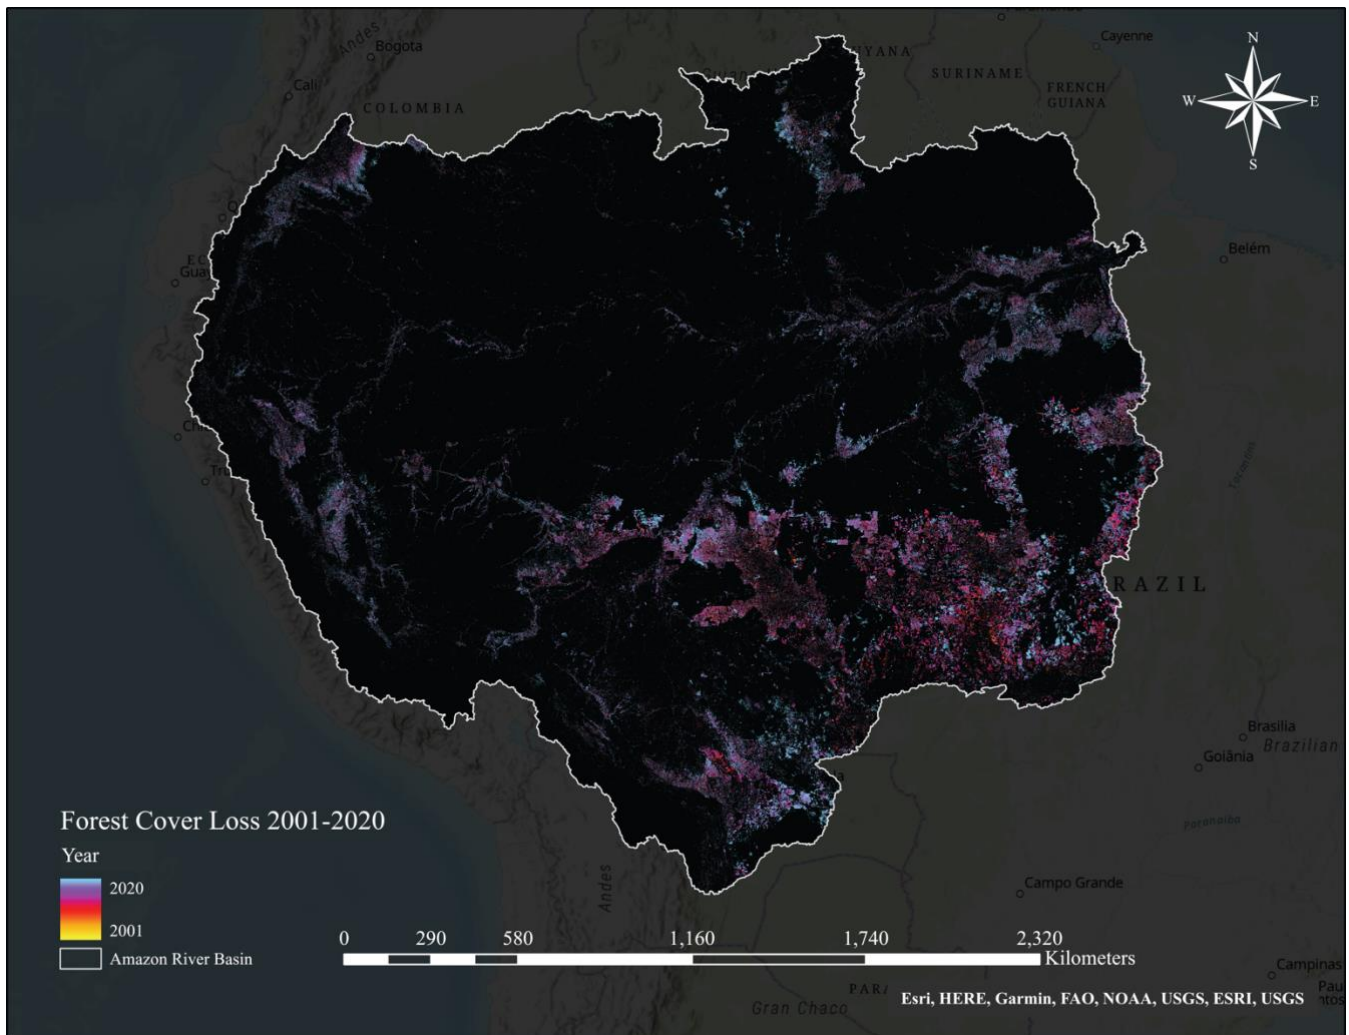 Bogota
Andes
Cayenne
N
Cali
COLOMBIA
SURINAME
FRENCH
GUIANA
W
E
S
Belém
BRAZIL
Brasilia
Goiânia
Brazilian
Forest Cover Loss 2001-2020
Year
2020
2001
Amazon River Basin
Andes
Campo Grande
0 290 580 1,160 1,740 2,320
Kilometers
Campinas
Esri, HERE, Garmin, FAO, NOAA, USGS, ESRI, USGS
Gran Chaco